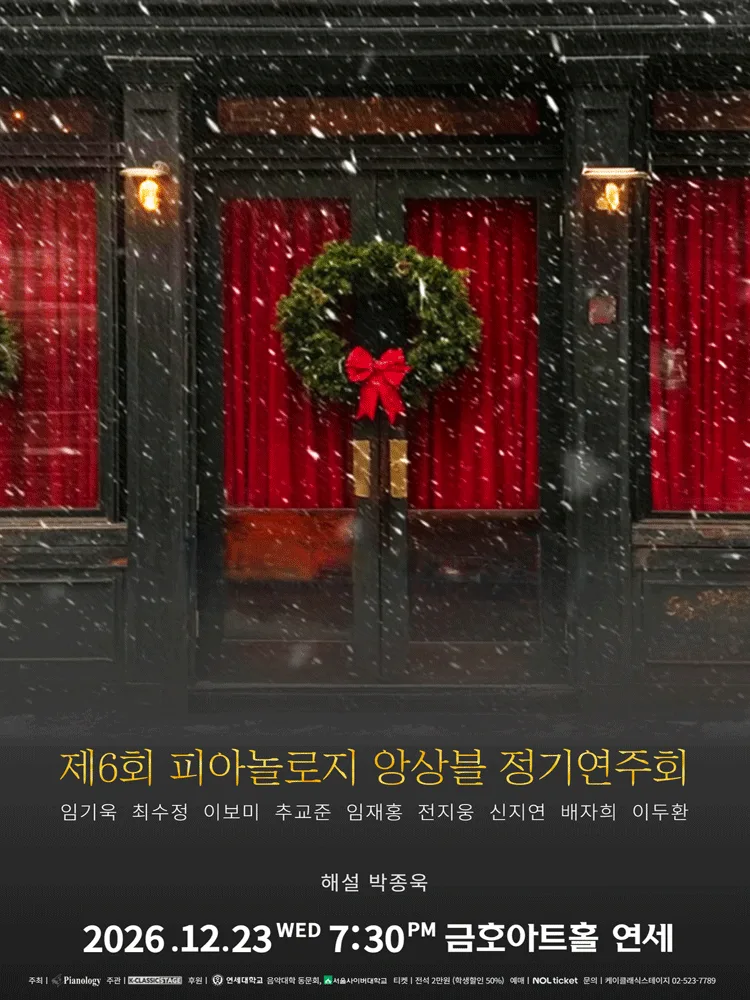 제6회 피아놀로지 앙상블 정기연주회
임기욱 최수정 이보미 추교준 임재홍 전지웅 신지연 배자희 이두환
해설 박종욱
2026.12.23 WED 7:30 PM 금호아트홀 연세
주최 | Pianology 주관 | K-CLASSIC STAGE 후원 | 연세대학교 음악대학 동문회, 서울사이버대학교 티켓 | 전석 2만원 (학생할인 50%) 예매 | NOL ticket 문의 | 케이클래식스테이지 02-523-7789